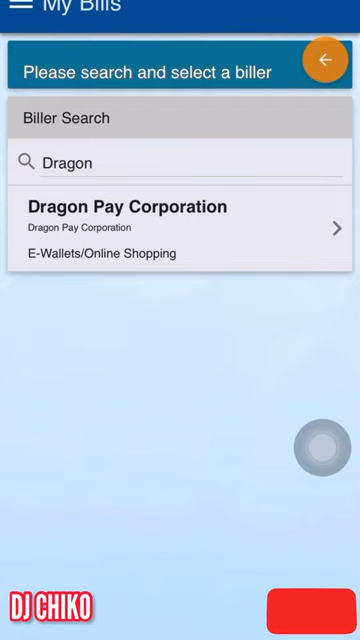 My Bills
Please search and select a biller
Biller Search
Dragon
Dragon Pay Corporation
Dragon Pay Corporation
E-Wallets/Online Shopping
DJ CHIKO